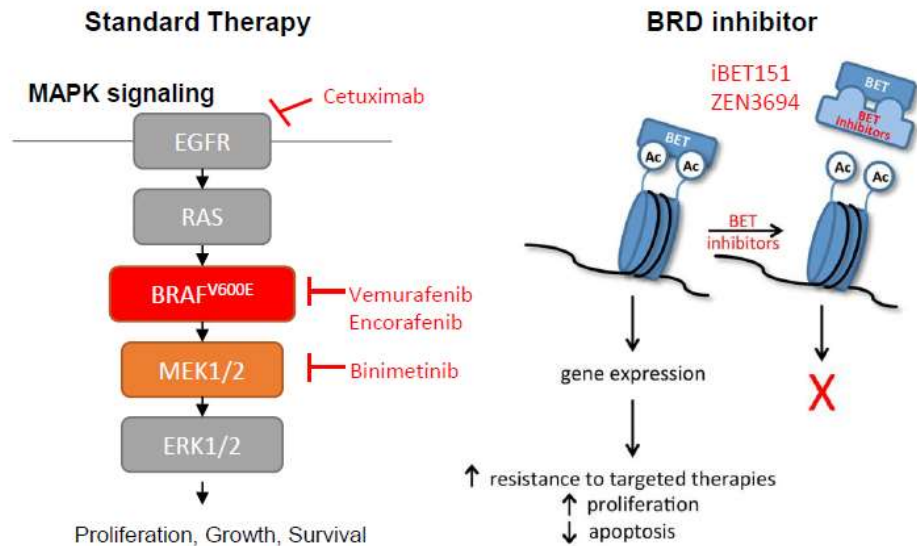 Standard Therapy
MAPK signaling
Cetuximab
EGFR
RAS
BRAFV600E
Vemurafenib
Encorafenib
MEK1/2
Binimetinib
ERK1/2
Proliferation, Growth, Survival
BRD inhibitor
iBET151
ZEN3694
BET
BET
inhibitors
BET
Ac
Ac
Ac
Ac
BET
inhibitors
gene expression
X
↑ resistance to targeted therapies
↑ proliferation
↓ apoptosis